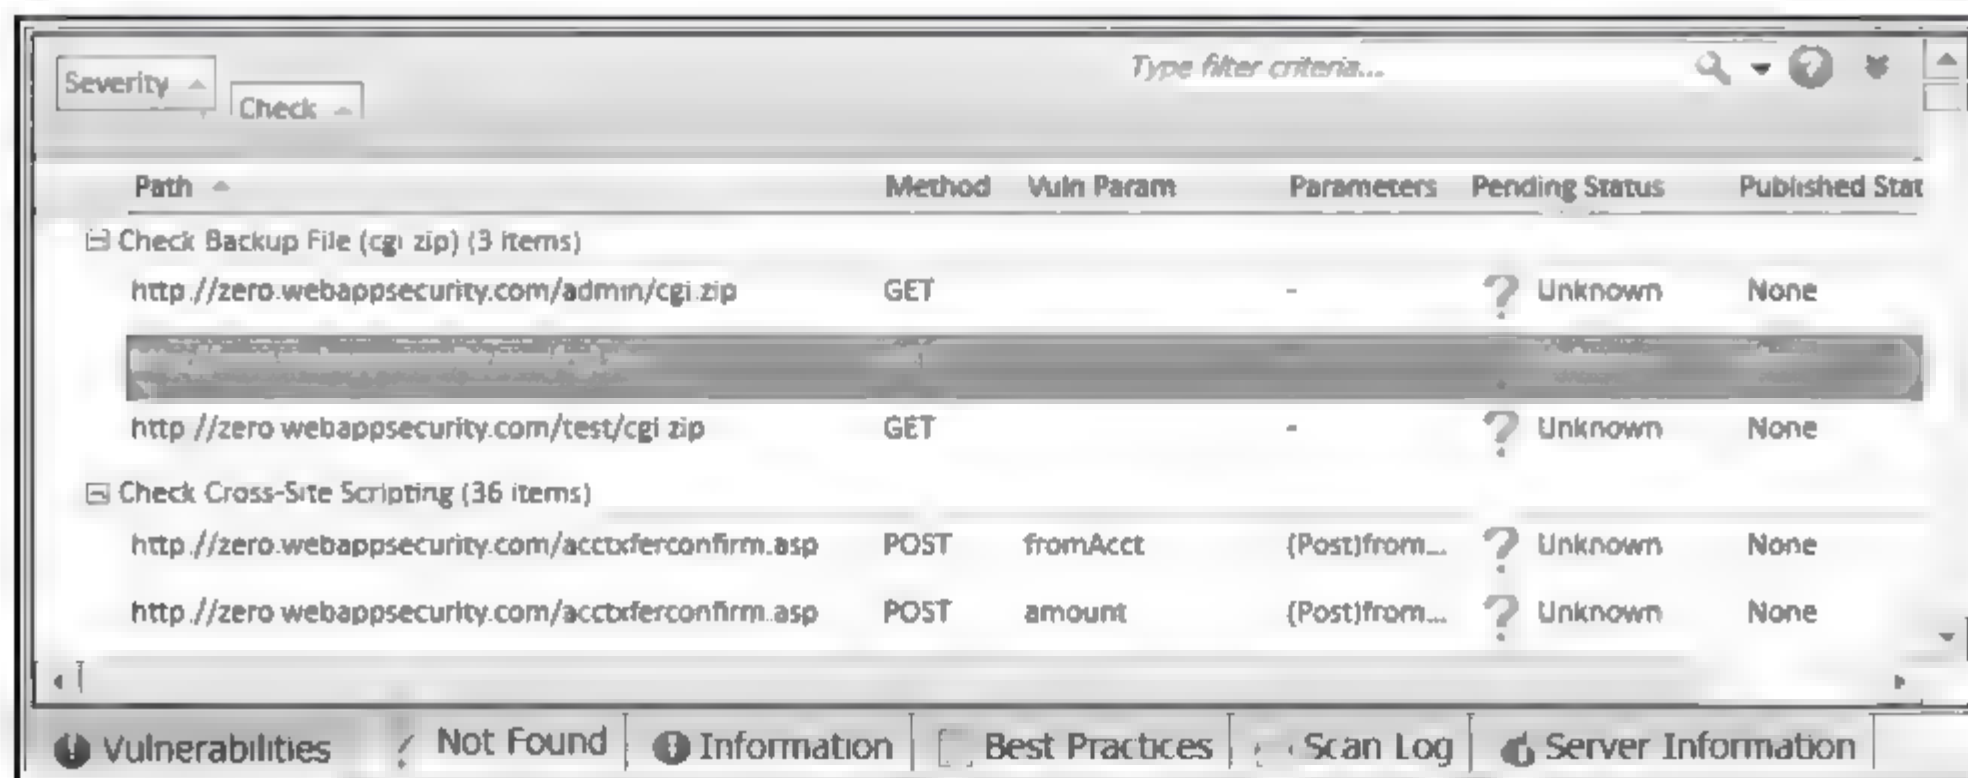 Severity
Type filter criteria...
Check
Path Method Vuln Param Parameters Pending Status Published Stat
Check Backup File (cgi zip) (3 items)
http://zero.webappsecurity.com/admin/cgi.zip GET - ? Unknown None
http://zero webappsecurity.com/test/cgi zip GET - ? Unknown None
Check Cross-Site Scripting (36 items)
http://zero.webappsecurity.com/acctxferconfirm.asp POST fromAcct (Post)from... ? Unknown None
http://zero webappsecurity.com/acctxferconfirm.asp POST amount (Post)from... ? Unknown None
Vulnerabilities Not Found Information Best Practices Scan Log Server Information